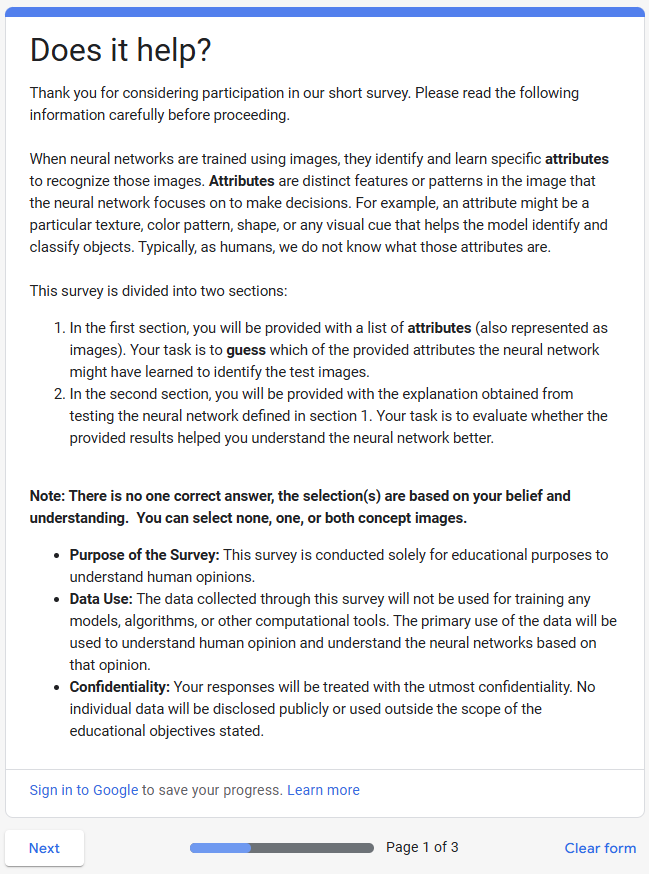 Does it help?
Thank you for considering participation in our short survey. Please read the following
information carefully before proceeding.
When neural networks are trained using images, they identify and learn specific attributes
to recognize those images. Attributes are distinct features or patterns in the image that
the neural network focuses on to make decisions. For example, an attribute might be a
particular texture, color pattern, shape, or any visual cue that helps the model identify and
classify objects. Typically, as humans, we do not know what those attributes are.
This survey is divided into two sections:
1. In the first section, you will be provided with a list of attributes (also represented as
images). Your task is to guess which of the provided attributes the neural network
might have learned to identify the test images.
2. In the second section, you will be provided with the explanation obtained from
testing the neural network defined in section 1. Your task is to evaluate whether the
provided results helped you understand the neural network better.
Note: There is no one correct answer, the selection(s) are based on your belief and
understanding. You can select none, one, or both concept images.
• Purpose of the Survey: This survey is conducted solely for educational purposes to
understand human opinions.
• Data Use: The data collected through this survey will not be used for training any
models, algorithms, or other computational tools. The primary use of the data will be
used to understand human opinion and understand the neural networks based on
that opinion.
• Confidentiality: Your responses will be treated with the utmost confidentiality. No
individual data will be disclosed publicly or used outside the scope of the
educational objectives stated.
Sign in to Google to save your progress. Learn more
Next Page 1 of 3 Clear form